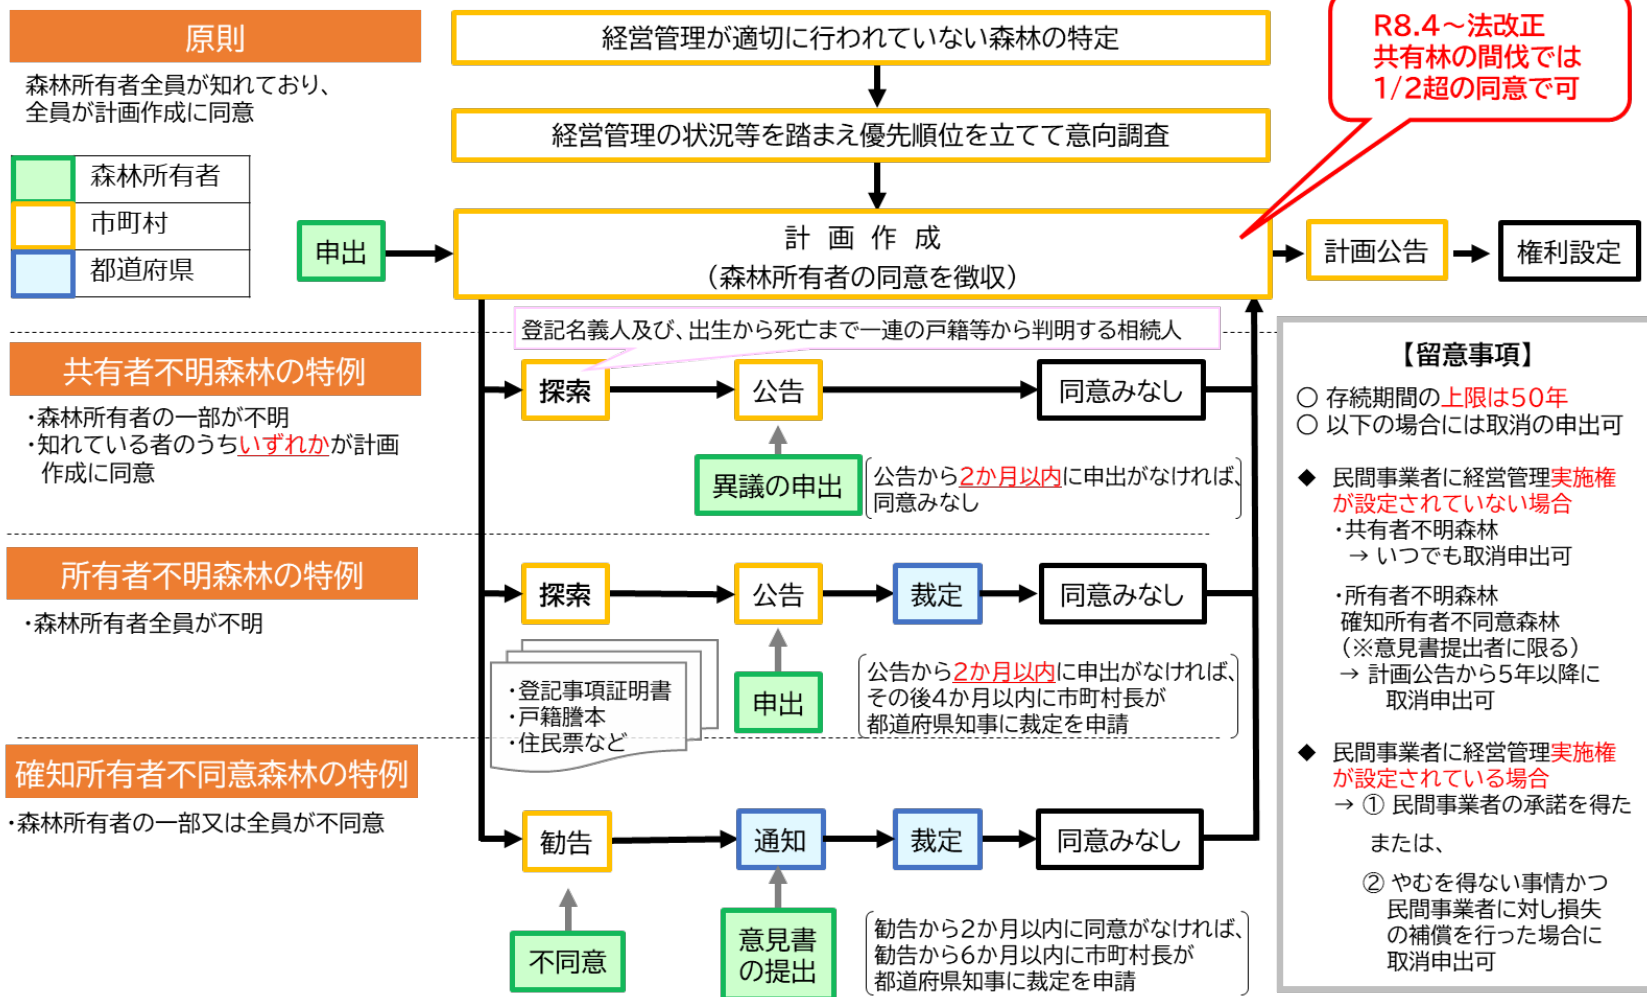 原則
森林所有者全員が知れており、
全員が計画作成に同意
森林所有者
市町村
都道府県
経営管理が適切に行われていない森林の特定
経営管理の状況等を踏まえ優先順位を立てて意向調査
R8.4～法改正
共有林の間伐では
1/2超の同意で可
申出
計 画 作 成
（森林所有者の同意を徴収）
計画公告
権利設定
登記名義人及び、出生から死亡まで一連の戸籍等から判明する相続人
共有者不明森林の特例
・森林所有者の一部が不明
・知れている者のうちいずれかが計画
作成に同意
探索
公告
同意みなし
異議の申出
公告から2か月以内に申出がなければ、
同意みなし
所有者不明森林の特例
・森林所有者全員が不明
探索
公告
裁定
同意みなし
・登記事項証明書
・戸籍謄本
・住民票など
申出
公告から2か月以内に申出がなければ、
その後4か月以内に市町村長が
都道府県知事に裁定を申請
確知所有者不同意森林の特例
・森林所有者の一部又は全員が不同意
勧告
通知
裁定
同意みなし
不同意
意見書
の提出
勧告から2か月以内に同意がなければ、
勧告から6か月以内に市町村長が
都道府県知事に裁定を申請
【留意事項】
○ 存続期間の上限は50年
○ 以下の場合には取消の申出可
◆ 民間事業者に経営管理実施権
が設定されていない場合
・共有者不明森林
→ いつでも取消申出可
・所有者不明森林
確知所有者不同意森林
（※意見書提出者に限る）
→ 計画公告から5年以降に
取消申出可
◆ 民間事業者に経営管理実施権
が設定されている場合
→ ① 民間事業者の承諾を得た
または、
② やむを得ない事情かつ
民間事業者に対し損失
の補償を行った場合に
取消申出可